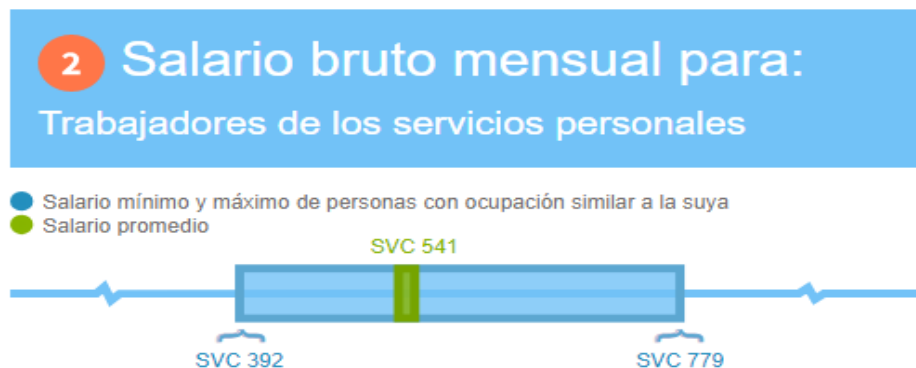 2 Salario bruto mensual para:
Trabajadores de los servicios personales
Salario mínimo y máximo de personas con ocupación similar a la suya
Salario promedio
SVC 541
SVC 392
SVC 779